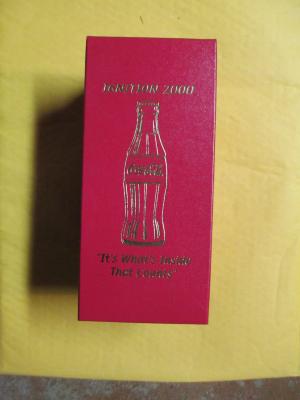 IGNITION 2000
Coca-Cola
"It's What's Inside
That Counts"